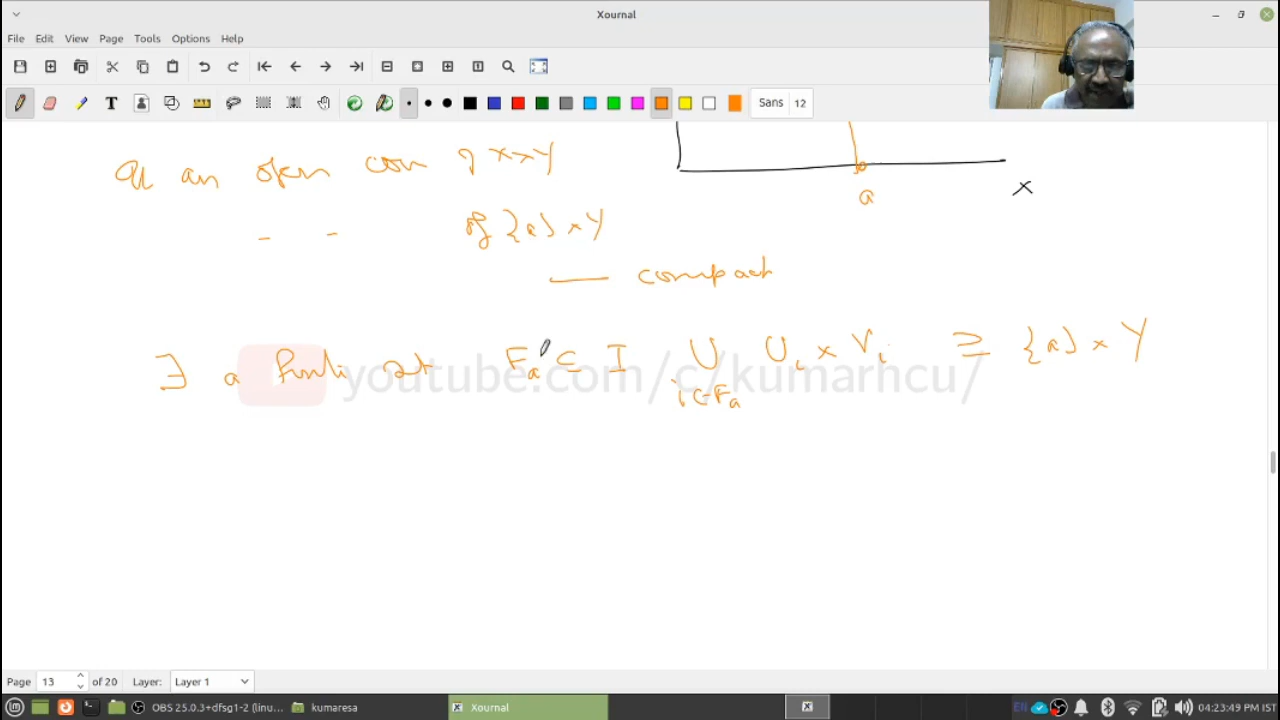 Xournal
File Edit View Page Tools Options Help
Sans 12
𝒰 an open cov of X×Y
x
a
- - of {a} × Y
compact
∃ a finite set F_a ⊆ I ∪ U_i × V_i ⊇ {a} × Y
i∈F_a
youtube.com/c/kumarhcu/
Page 13 of 20 Layer: Layer 1
OBS 25.0.3+dfsg1-2 (linu... kumaresa Xournal EN 04:23:49 PM IST